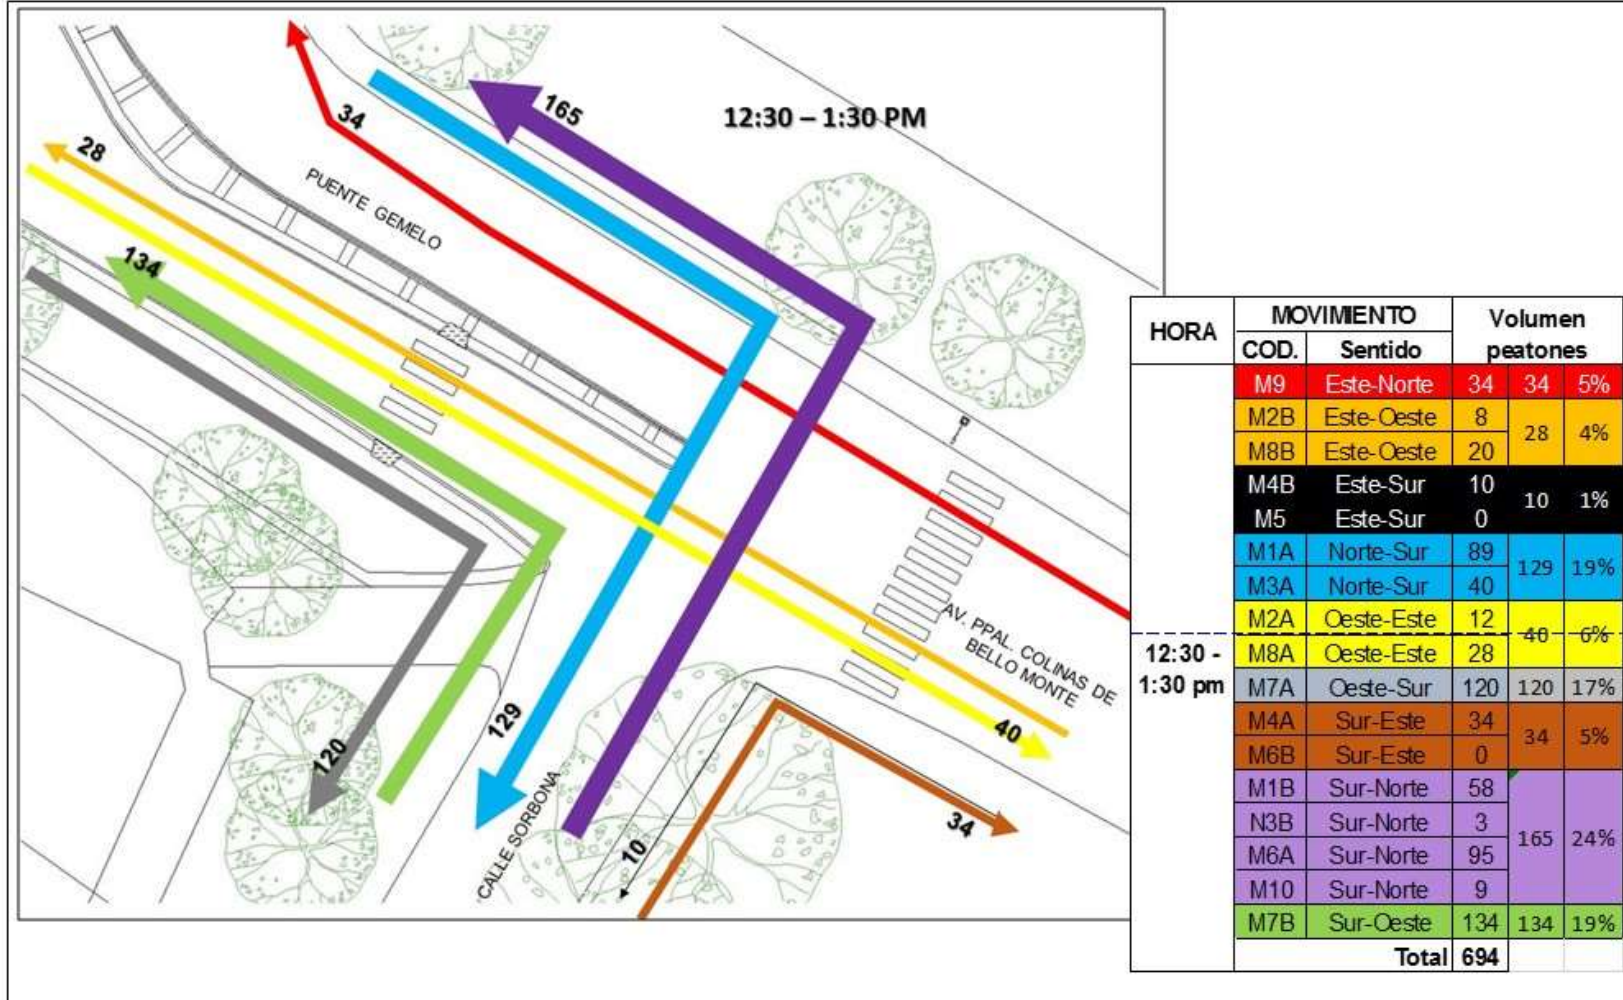 12:30 – 1:30 PM
165
34
28
PUENTE GEMELO
134
AV. PPAL. COLINAS DE
BELLO MONTE
129
40
120
CALLE SORBONA
10
34
HORA MOVIMIENTO Volumen peatones
COD. Sentido
M9 Este-Norte 34 34 5%
M2B Este-Oeste 8 28 4%
M8B Este-Oeste 20
M4B Este-Sur 10 10 1%
M5 Este-Sur 0
M1A Norte-Sur 89 129 19%
M3A Norte-Sur 40
M2A Oeste-Este 12 40 6%
12:30 - 1:30 pm M8A Oeste-Este 28
M7A Oeste-Sur 120 120 17%
M4A Sur-Este 34 34 5%
M6B Sur-Este 0
M1B Sur-Norte 58 165 24%
N3B Sur-Norte 3
M6A Sur-Norte 95
M10 Sur-Norte 9
M7B Sur-Oeste 134 134 19%
Total 694